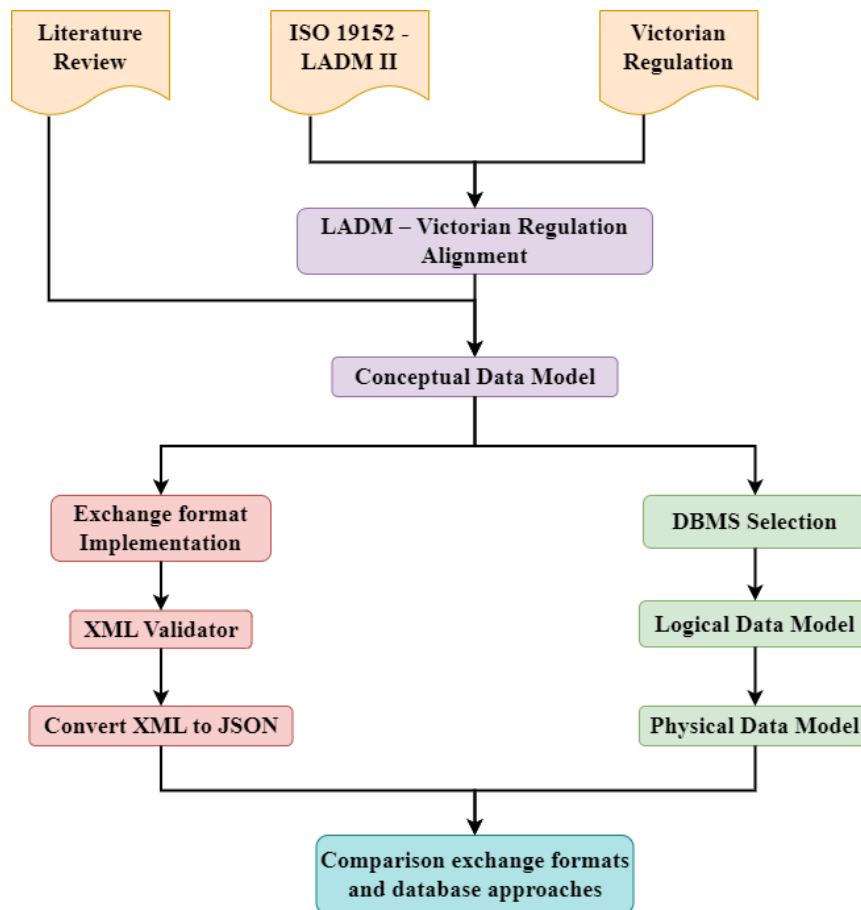 Literature
Review
ISO 19152 -
LADM II
Victorian
Regulation
LADM – Victorian Regulation
Alignment
Conceptual Data Model
Exchange format
Implementation
DBMS Selection
XML Validator
Logical Data Model
Convert XML to JSON
Physical Data Model
Comparison exchange formats
and database approaches